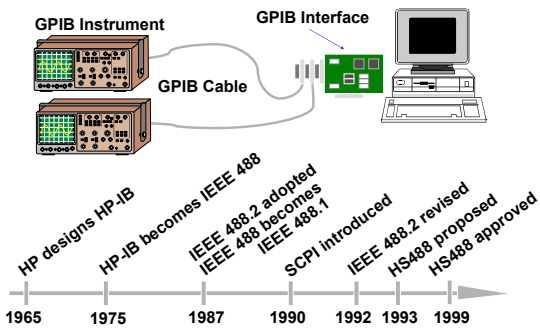 GPIB Instrument
GPIB Interface
GPIB Cable
HP designs HP-IB
HP-IB becomes IEEE 488
IEEE 488.2 adopted
IEEE 488 becomes
IEEE 488.1
SCPI introduced
IEEE 488.2 revised
HS488 proposed
HS488 approved
1965 1975 1987 1990 1992 1993 1999